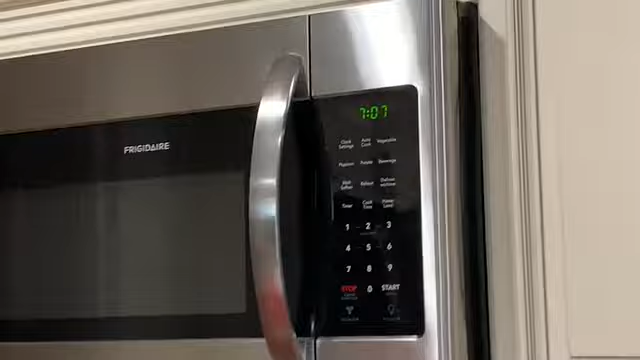 FRIGIDAIRE
7:07
Clock Settings
Auto Cook
Vegetable
Popcorn
Potato
Beverage
Melt Soften
Reheat
Defrost
Timer
Cook Time
Power Level
1 2 3
4 5 6
7 8 9
STOP 0 START